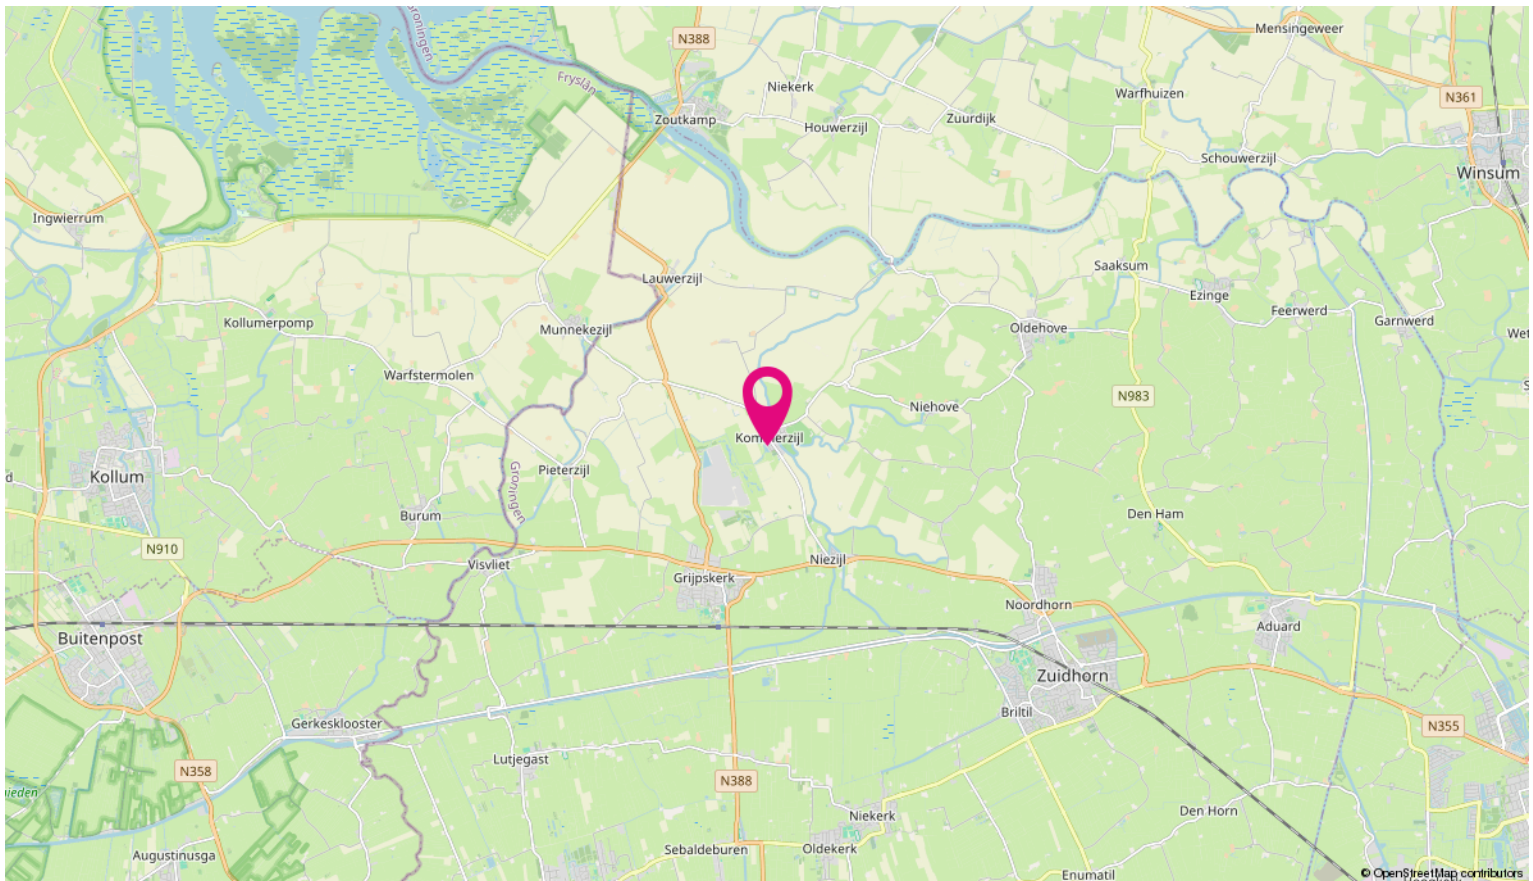 Groningen
N388
Mensingeweer
Fryslân
Niekerk
Warfhuizen
N361
Zoutkamp
Houwerzijl
Zuurdijk
Schouwerzijl
Winsum
Ingwierrum
Lauwerzijl
Saaksum
Ezinge
Feerwerd
Garnwerd
Kollumerpomp
Munnekezijl
Oldehove
Wet
Warfstermolen
N983
Niehove
Kollum
Pieterzijl
Groningen
Burum
Den Ham
N910
Visvliet
Grijpskerk
Niezijl
Noordhorn
Aduard
Buitenpost
Zuidhorn
Briltil
Gerkesklooster
N355
Lutjegast
N358
N388
Niekerk
Den Horn
Augustinusga
Sebaldeburen
Oldekerk
Enumatil
© OpenStreetMap contributors